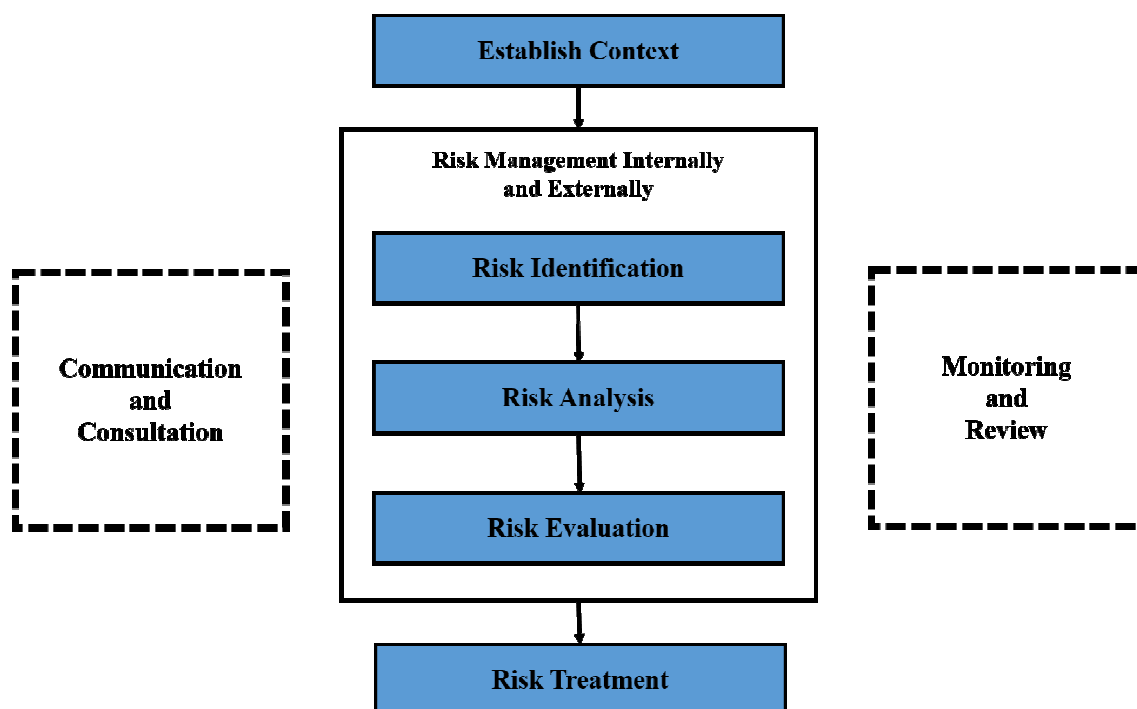 Establish Context
Risk Management Internally
and Externally
Risk Identification
Risk Analysis
Risk Evaluation
Risk Treatment
Communication
and
Consultation
Monitoring
and
Review